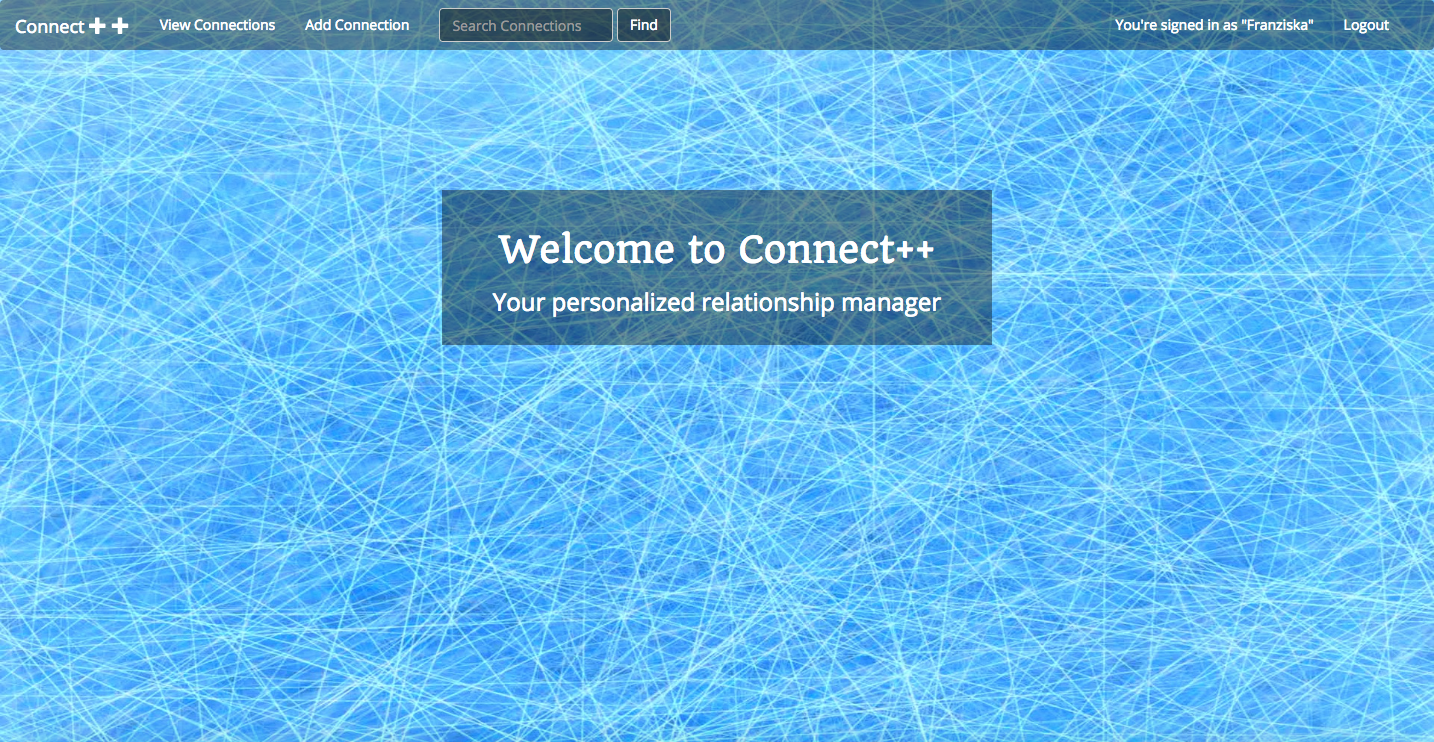 Connect ++ View Connections Add Connection Search Connections Find You're signed in as "Franziska" Logout
Welcome to Connect++
Your personalized relationship manager